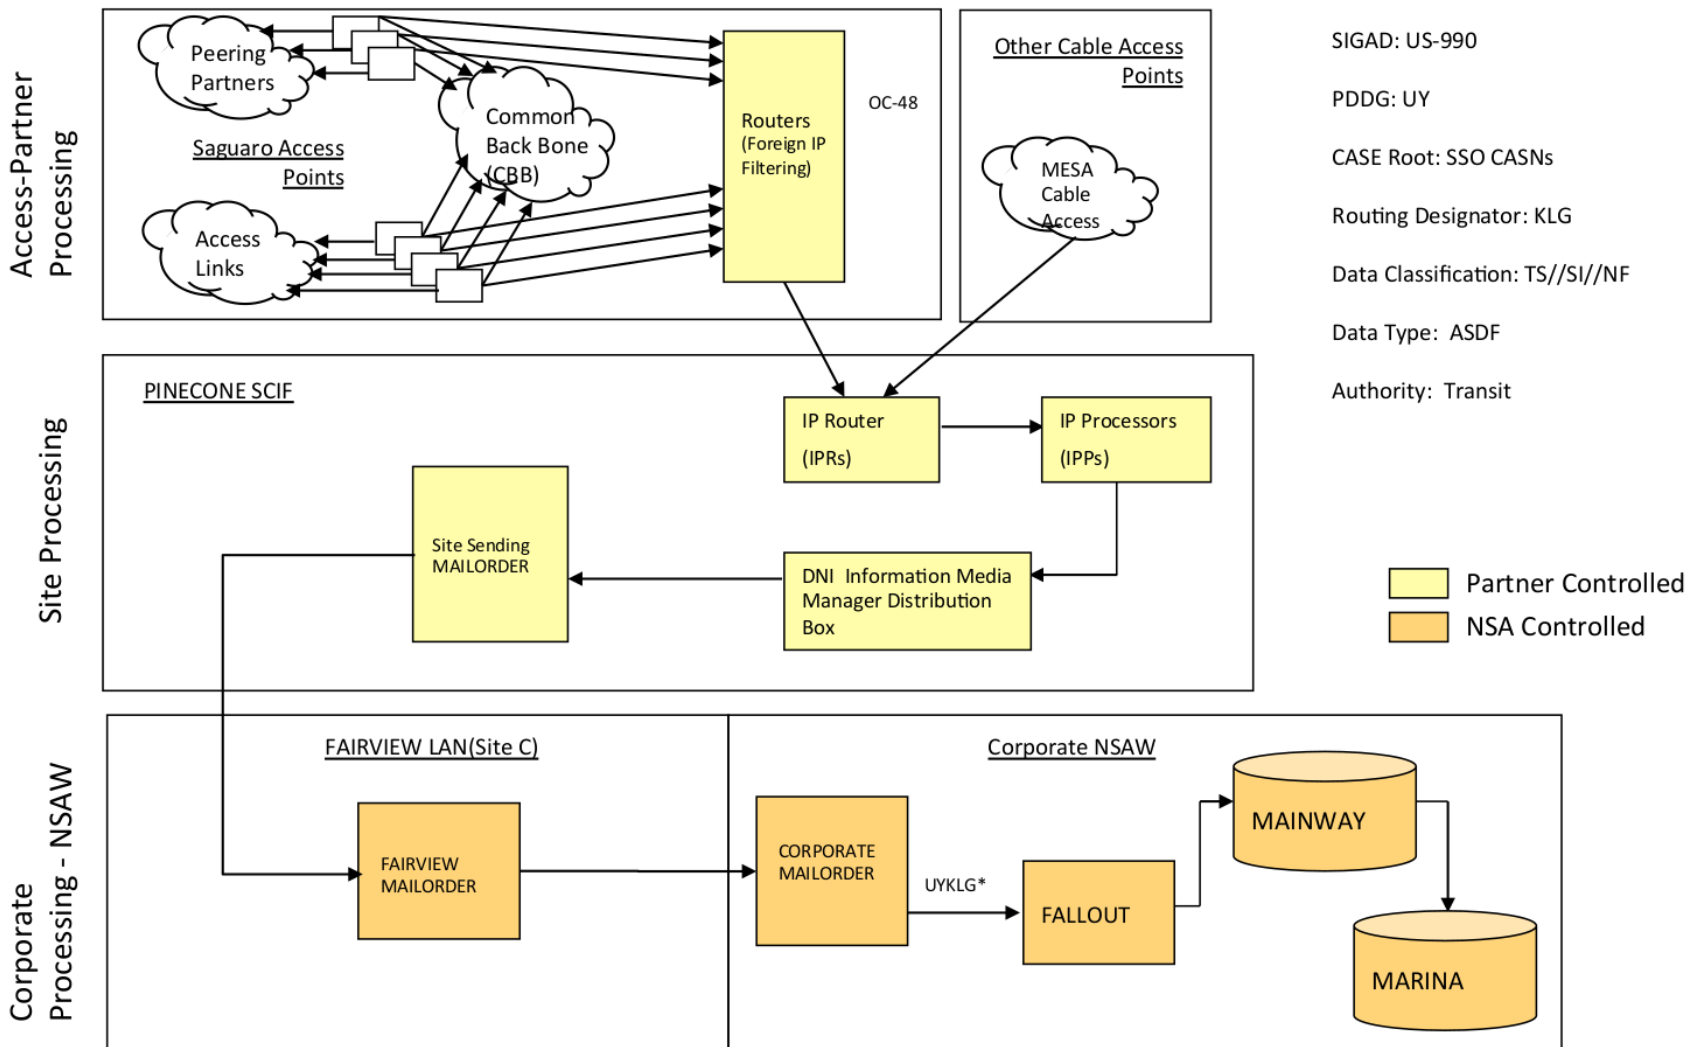 Access-Partner
Processing
Peering
Partners
Saguaro Access
Points
Common
Back Bone
(CBB)
Access
Links
Routers
(Foreign IP
Filtering)
OC-48
Other Cable Access
Points
MESA
Cable
Access
SIGAD: US-990
PDDG: UY
CASE Root: SSO CASNs
Routing Designator: KLG
Data Classification: TS//SI//NF
Data Type: ASDF
Authority: Transit
Site Processing
PINECONE SCIF
IP Router
(IPRs)
IP Processors
(IPPs)
Site Sending
MAILORDER
DNI Information Media
Manager Distribution
Box
Partner Controlled
NSA Controlled
Corporate
Processing - NSAW
FAIRVIEW LAN(Site C)
FAIRVIEW
MAILORDER
Corporate NSAW
CORPORATE
MAILORDER
UYKLG*
FALLOUT
MAINWAY
MARINA